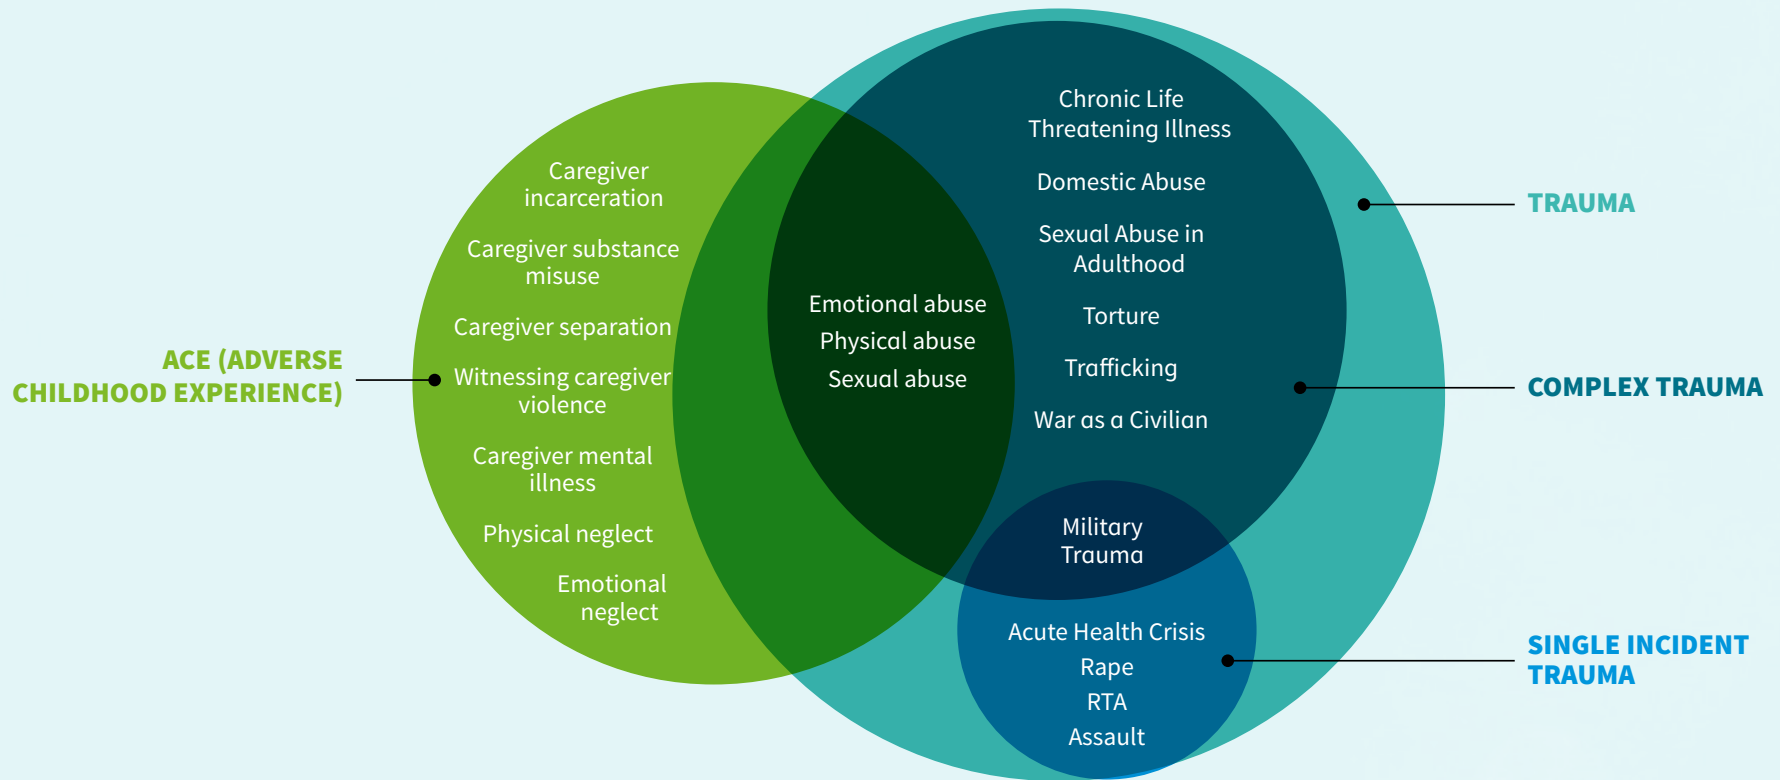 ACE (ADVERSE
CHILDHOOD EXPERIENCE)
Caregiver
incarceration
Caregiver substance
misuse
Caregiver separation
Witnessing caregiver
violence
Caregiver mental
illness
Physical neglect
Emotional
neglect
Emotional abuse
Physical abuse
Sexual abuse
Chronic Life
Threatening Illness
Domestic Abuse
Sexual Abuse in
Adulthood
Torture
Trafficking
War as a Civilian
Military
Trauma
Acute Health Crisis
Rape
RTA
Assault
TRAUMA
COMPLEX TRAUMA
SINGLE INCIDENT
TRAUMA